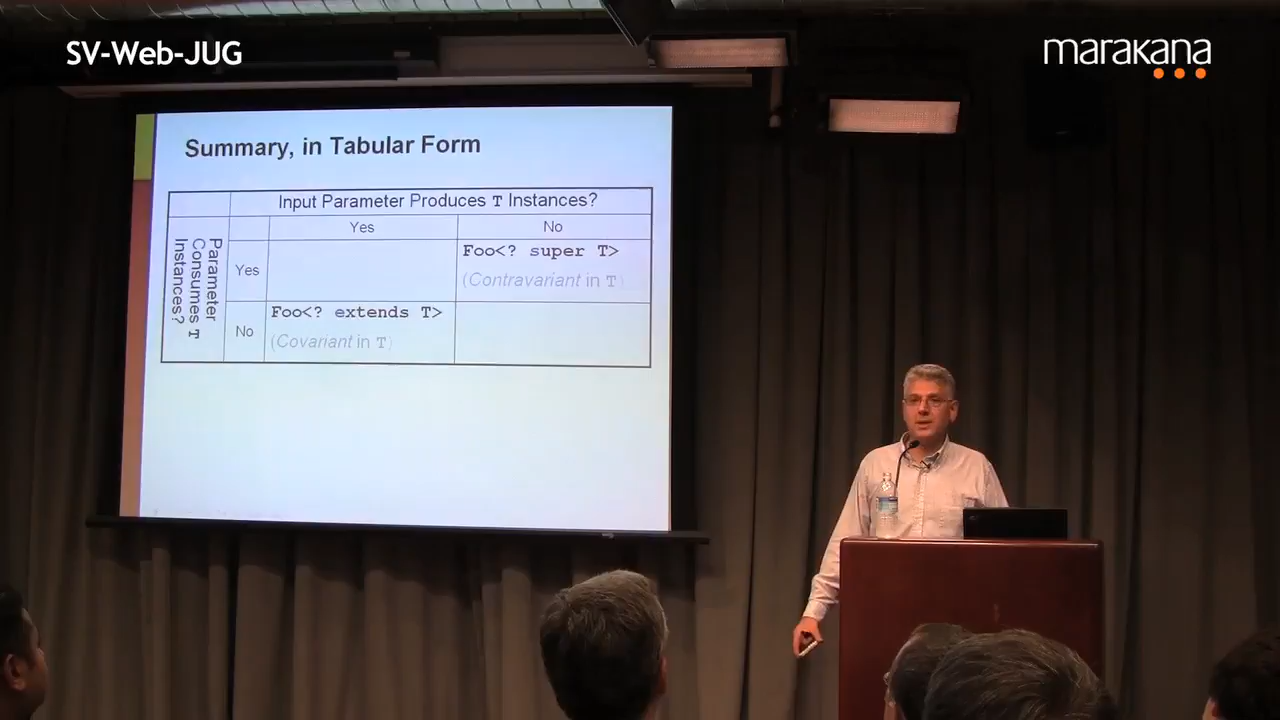 SV-Web-JUG
marakana
Summary, in Tabular Form
Input Parameter Produces T Instances?
Yes
No
Parameter
Consumes T
Instances?
Yes
Foo<? super T>
(Contravariant in T)
No
Foo<? extends T>
(Covariant in T)